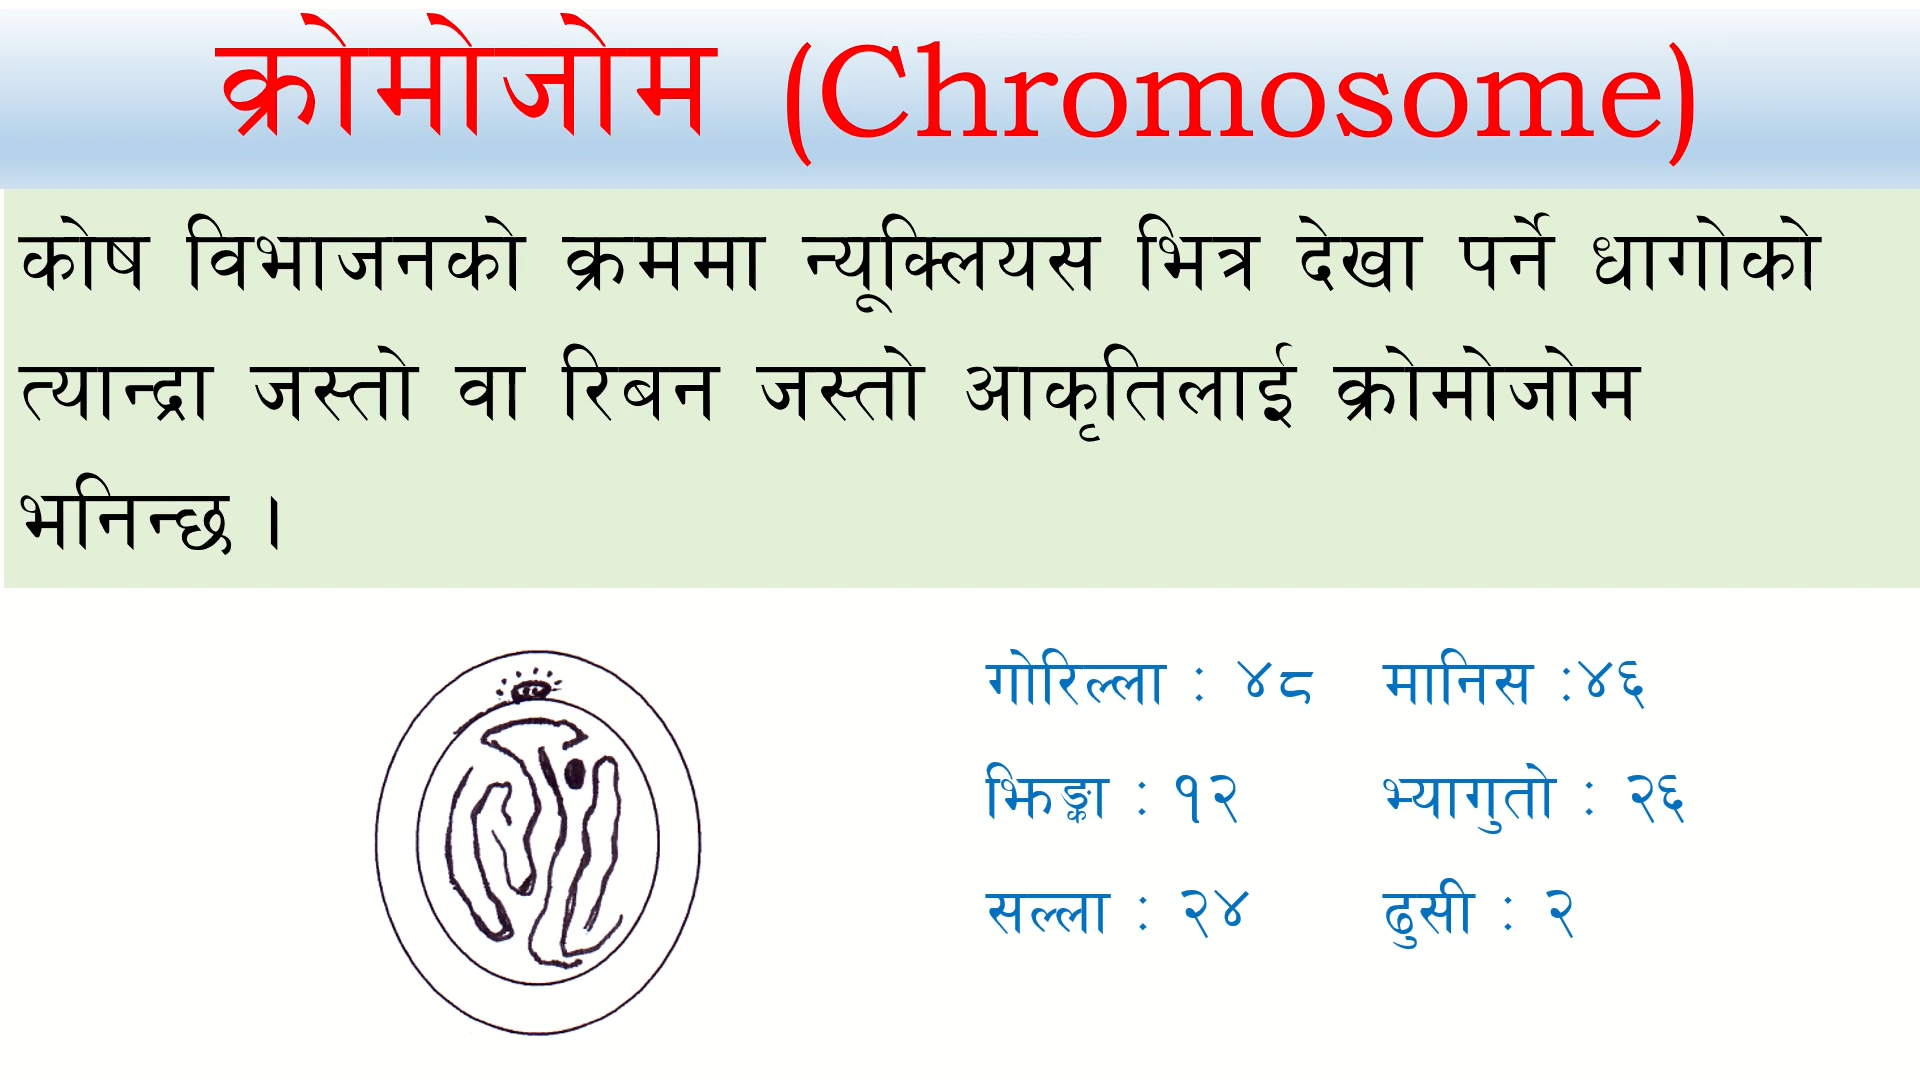 क्रोमोजोम (Chromosome)
कोष विभाजनको क्रममा न्यूक्लियस भित्र देखा पर्ने धागोको
त्यान्द्रा जस्तो वा रिबन जस्तो आकृतिलाई क्रोमोजोम
भनिन्छ ।
गोरिल्ला : ४८ मानिस :४६
झिङ्का : १२ भ्यागुतो : २६
सल्ला : २४ ढुसी : २